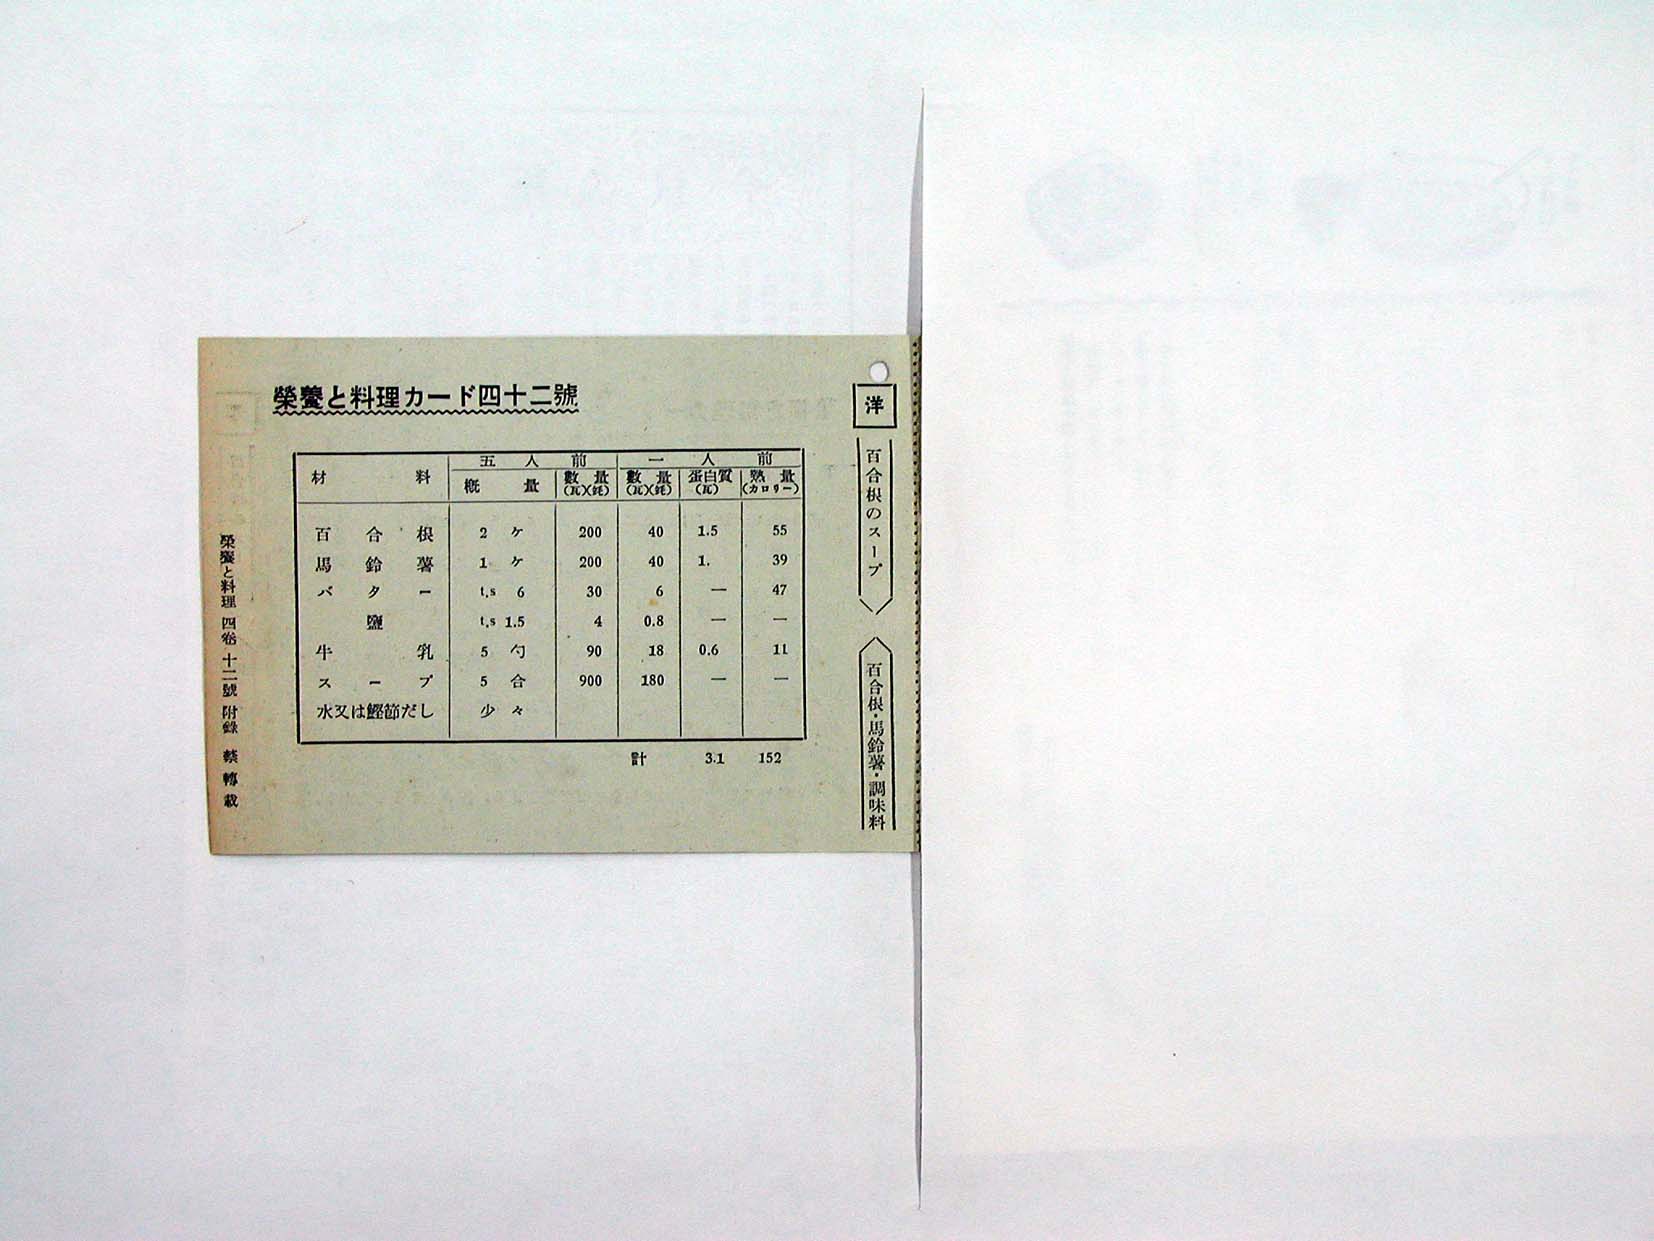 榮養と料理カード四十二號
洋
百合根のスープ
百合根・馬鈴薯・調味料
材料 五人前 一人前
概量 數量(瓦)(竓) 數量(瓦)(竓) 蛋白質(瓦) 熱量(カロリー)
百合根 2ケ 200 40 1.5 55
馬鈴薯 1ケ 200 40 1. 39
バター t.s 6 30 6 — 47
鹽 t.s 1.5 4 0.8 — —
牛乳 5勺 90 18 0.6 11
スープ 5合 900 180 — —
水又は鰹節だし 少々
計 3.1 152
榮養と料理 四卷 十二號 附錄 禁轉載